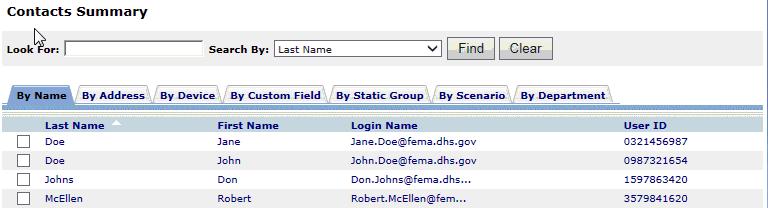 Contacts Summary
Look For: Search By: Last Name Find Clear
By Name By Address By Device By Custom Field By Static Group By Scenario By Department
Last Name First Name Login Name User ID
Doe Jane Jane.Doe@fema.dhs.gov 0321456987
Doe John John.Doe@fema.dhs.gov 0987321654
Johns Don Don.Johns@fema.dhs... 1597863420
McEllen Robert Robert.McEllen@fem... 3579841620